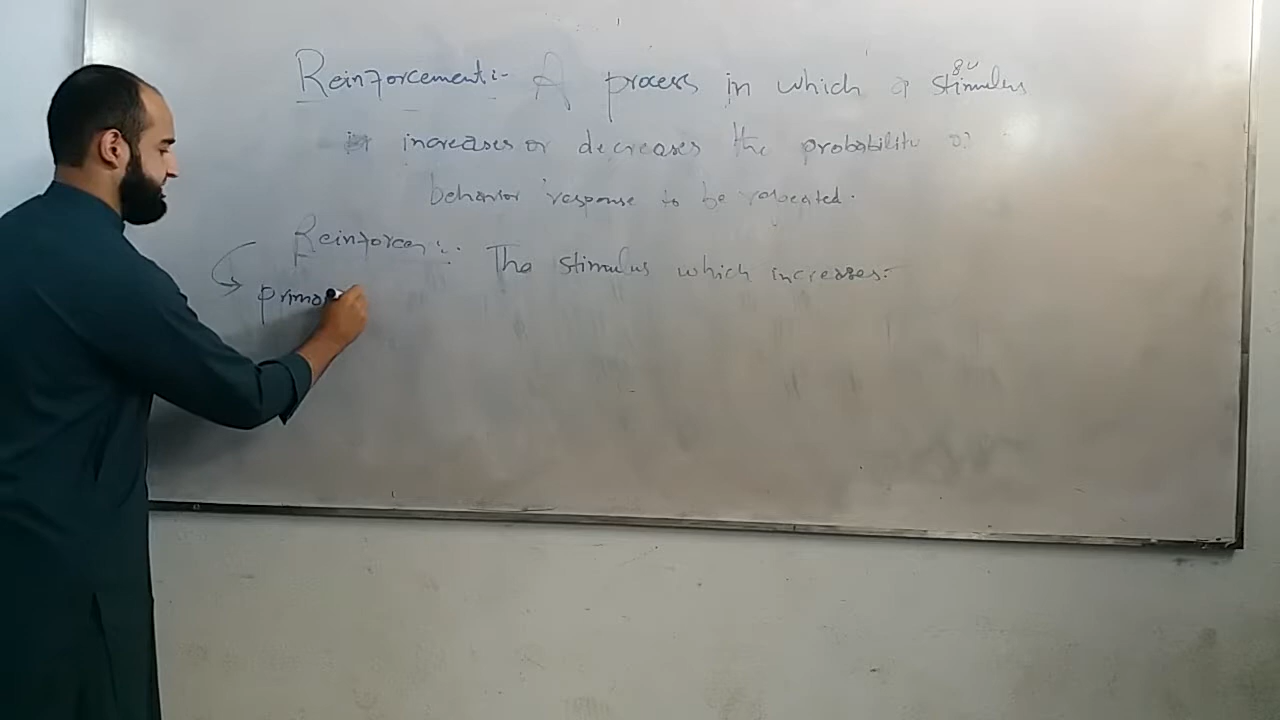 Reinforcement:- A process in which a stimulus
increases or decreases the probability of
behavior response to be repeated.
Reinforcer:- The stimulus which increases:-
prima